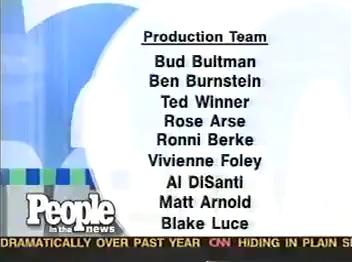 Production Team
Bud Bultman
Ben Burnstein
Ted Winner
Rose Arse
Ronni Berke
Vivienne Foley
Al DiSanti
Matt Arnold
Blake Luce
People
in the news
DRAMATICALLY OVER PAST YEAR CNN HIDING IN PLAIN S